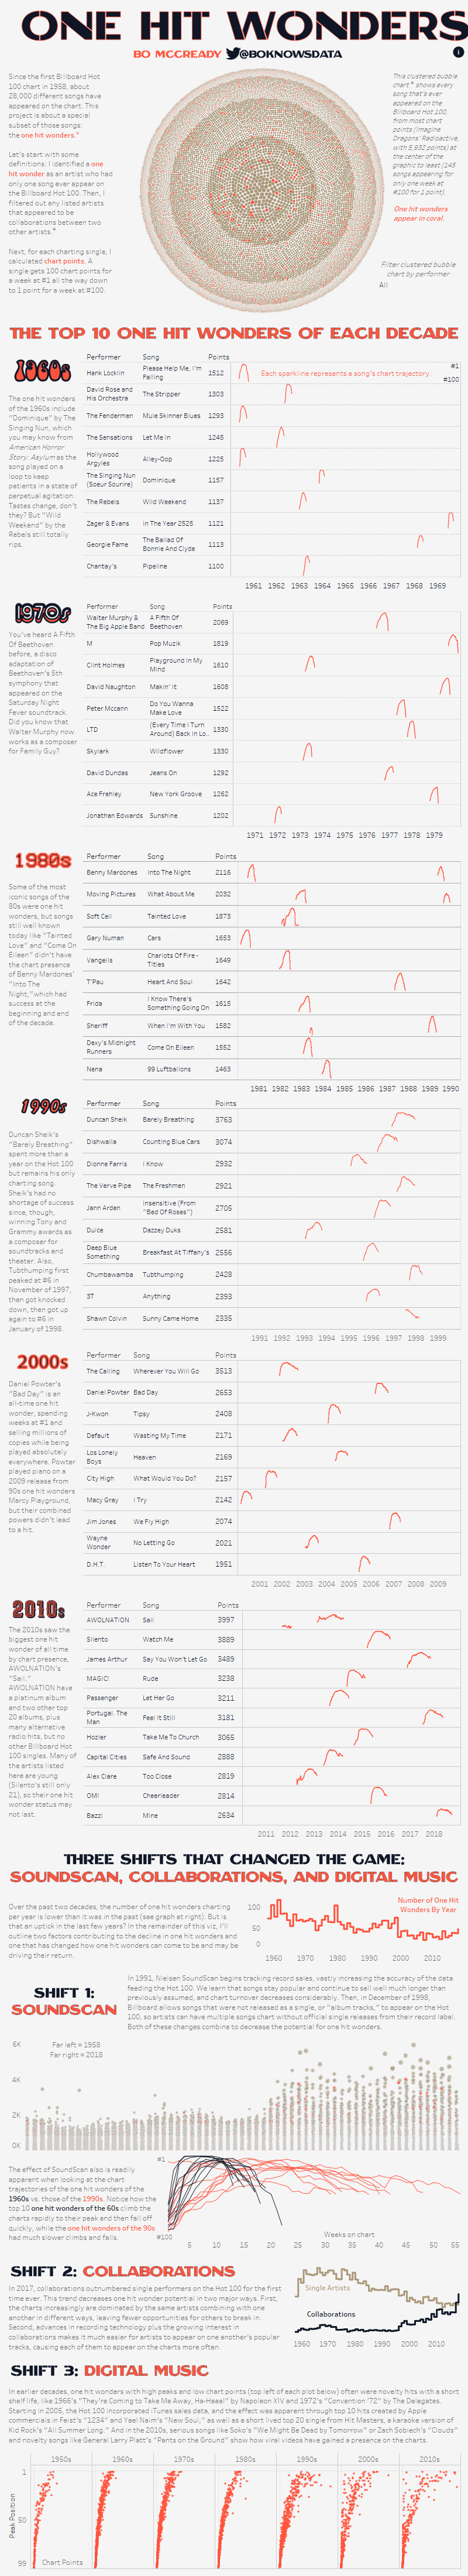 ONE HIT WONDERS
BO MCCREADY @BOKNOWSDATA
i
Since the first Billboard Hot
100 chart in 1958, about
28,000 different songs have
appeared on the chart. This
project is about a special
subset of those songs:
the one hit wonders."
Let's start with some
definitions: I identified a one
hit wonder as an artist who had
only one song ever appear on
the Billboard Hot 100. Then, I
filtered out any listed artists
that appeared to be
collaborations between two
other artists.*
Next, for each charting single, I
calculated chart points. A
single gets 100 chart points for
a week at #1 all the way down
to 1 point for a week at #100.
This clustered bubble
chart * shows every
song that's ever
appeared on the
Billboard Hot 100,
from most chart
points (Imagine
Dragons' Radioactive,
with 5,932 points) at
the center of the
graphic to least (145
songs appearing for
only one week at
#100 for 1 point).
One hit wonders
appear in coral.
Filter clustered bubble
chart by performer
All
THE TOP 10 ONE HIT WONDERS OF EACH DECADE
1960s
The one hit wonders
of the 1960s include
"Dominique" by The
Singing Nun, which
you may know from
American Horror
Story: Asylum as the
song played on a
loop to keep
patients in a state of
perpetual agitation.
Tastes change, don't
they? But "Wild
Weekend" by the
Rebels still totally
rips.
Performer Song Points
Hank Locklin Please Help Me, I'm Falling 1512
Each sparkline represents a song's chart trajectory.
#1
#100
David Rose and His Orchestra The Stripper 1303
The Fendermen Mule Skinner Blues 1293
The Sensations Let Me In 1245
Hollywood Argyles Alley-Oop 1225
The Singing Nun (Soeur Sourire) Dominique 1157
The Rebels Wild Weekend 1137
Zager & Evans In The Year 2525 1121
Georgie Fame The Ballad Of Bonnie And Clyde 1113
Chantay's Pipeline 1100
1961 1962 1963 1964 1965 1966 1967 1968 1969
1970s
You've heard A Fifth
Of Beethoven
before, a disco
adaptation of
Beethoven's 5th
symphony that
appeared on the
Saturday Night
Fever soundtrack.
Did you know that
Walter Murphy now
works as a composer
for Family Guy?
Performer Song Points
Walter Murphy & The Big Apple Band A Fifth Of Beethoven 2069
M Pop Muzik 1819
Clint Holmes Playground In My Mind 1610
David Naughton Makin' It 1608
Peter Mccann Do You Wanna Make Love 1522
LTD (Every Time I Turn Around) Back In Lo.. 1330
Skylark Wildflower 1330
David Dundas Jeans On 1292
Ace Frehley New York Groove 1262
Jonathan Edwards Sunshine 1202
1971 1972 1973 1974 1975 1976 1977 1978 1979
1980s
Some of the most
iconic songs of the
80s were one hit
wonders, but songs
still well known
today like "Tainted
Love" and "Come On
Eileen" didn't have
the chart presence
of Benny Mardones'
"Into The
Night," which had
success at the
beginning and end
of the decade.
Performer Song Points
Benny Mardones Into The Night 2116
Moving Pictures What About Me 2032
Soft Cell Tainted Love 1873
Gary Numan Cars 1653
Vangelis Chariots Of Fire - Titles 1649
T'Pau Heart And Soul 1642
Frida I Know There's Something Going On 1615
Sheriff When I'm With You 1582
Dexy's Midnight Runners Come On Eileen 1552
Nena 99 Luftballons 1463
1981 1982 1983 1984 1985 1986 1987 1988 1989 1990
1990s
Duncan Sheik's
"Barely Breathing"
spent more than a
year on the Hot 100
but remains his only
charting song.
Sheik's had no
shortage of success
since, though,
winning Tony and
Grammy awards as
a composer for
soundtracks and
theater. Also,
Tubthumping first
peaked at #6 in
November of 1997,
then got knocked
down, then got up
again to #6 in
January of 1998.
Performer Song Points
Duncan Sheik Barely Breathing 3763
Dishwalla Counting Blue Cars 3074
Dionne Farris I Know 2932
The Verve Pipe The Freshmen 2921
Jann Ardan Insensitive (From "Bed Of Roses") 2705
Duice Dazzey Duks 2581
Deep Blue Something Breakfast At Tiffany's 2556
Chumbawamba Tubthumping 2428
3T Anything 2393
Shawn Colvin Sunny Came Home 2335
1991 1992 1993 1994 1995 1996 1997 1998 1999
2000s
Daniel Powter's
"Bad Day" is an
all-time one hit
wonder, spending
weeks at #1 and
selling millions of
copies while being
played absolutely
everywhere. Powter
played piano on a
2009 release from
90s one hit wonders
Marcy Playground,
but their combined
powers didn't lead
to a hit.
Performer Song Points
The Calling Wherever You Will Go 3513
Daniel Powter Bad Day 2653
J-Kwon Tipsy 2408
Default Wasting My Time 2171
Los Lonely Boys Heaven 2169
City High What Would You Do? 2157
Macy Gray I Try 2142
Jim Jones We Fly High 2074
Wayne Wonder No Letting Go 2021
D.H.T. Listen To Your Heart 1951
2001 2002 2003 2004 2005 2006 2007 2008 2009
2010s
The 2010s saw the
biggest one hit
wonder of all time
by chart presence,
AWOLNATION's
"Sail."
AWOLNATION have
a platinum album
and two other top
20 albums, plus
many alternative
radio hits, but no
other Billboard Hot
100 singles. Many of
the artists listed
here are young
(Silento's still only
21), so their one hit
wonder status may
not last.
Performer Song Points
AWOLNATION Sail 3997
Silento Watch Me 3889
James Arthur Say You Won't Let Go 3489
MAGIC! Rude 3238
Passenger Let Her Go 3211
Portugal. The Man Feel It Still 3181
Hozier Take Me To Church 3065
Capital Cities Safe And Sound 2888
Alex Clare Too Close 2819
OMI Cheerleader 2814
Bazzi Mine 2634
2011 2012 2013 2014 2015 2016 2017 2018
THREE SHIFTS THAT CHANGED THE GAME:
SOUNDSCAN, COLLABORATIONS, AND DIGITAL MUSIC
Over the past two decades, the number of one hit wonders charting
per year is lower than it was in the past (see graph at right). But is
that an uptick in the last few years? In the remainder of this viz, I'll
outline two factors contributing to the decline in one hit wonders and
one that has changed how one hit wonders can come to be and may be
driving their return.
100
50
0
Number of One Hit
Wonders By Year
1960 1970 1980 1990 2000 2010
SHIFT 1:
SOUNDSCAN
In 1991, Nielsen SoundScan begins tracking record sales, vastly increasing the accuracy of the data
feeding the Hot 100. We learn that songs stay popular and continue to sell well much longer than
previously assumed, and chart turnover decreases considerably. Then, in December of 1998,
Billboard allows songs that were not released as a single, or "album tracks," to appear on the Hot
100, so artists can have multiple songs chart without official single releases from their record label.
Both of these changes combine to decrease the potential for one hit wonders.
6K
4K
2K
0K
Far left = 1958
Far right = 2018
The effect of SoundScan also is readily
apparent when looking at the chart
trajectories of the one hit wonders of the
1960s vs. those of the 1990s. Notice how the
top 10 one hit wonders of the 60s climb the
charts rapidly to their peak and then fall off
quickly, while the one hit wonders of the 90s
had much slower climbs and falls.
#1
#100
Weeks on chart
5 10 15 20 25 30 35 40 45 50 55
SHIFT 2: COLLABORATIONS
In 2017, collaborations outnumbered single performers on the Hot 100 for the first
time ever. This trend decreases one hit wonder potential in two major ways. First,
the charts increasingly are dominated by the same artists combining with one
another in different ways, leaving fewer opportunities for others to break in.
Second, advances in recording technology plus the growing interest in
collaborations makes it much easier for artists to appear on one another's popular
tracks, causing each of them to appear on the charts more often.
Single Artists
Collaborations
1960 1970 1980 1990 2000 2010
SHIFT 3: DIGITAL MUSIC
In earlier decades, one hit wonders with high peaks and low chart points (top left of each plot below) often were novelty hits with a short
shelf life, like 1966's "They're Coming to Take Me Away, Ha-Haaa!" by Napoleon XIV and 1972's "Convention '72" by The Delegates.
Starting in 2005, the Hot 100 incorporated iTunes sales data, and the effect was apparent through top 10 hits created by Apple
commercials in Feist's "1234" and Yael Naim's "New Soul," as well as a short lived top 20 single from Hit Masters, a karaoke version of
Kid Rock's "All Summer Long." And in the 2010s, serious songs like Soko's "We Might Be Dead by Tomorrow" or Zach Sobiech's "Clouds"
and novelty songs like General Larry Platt's "Pants on the Ground" show how viral videos have gained a presence on the charts.
1950s 1960s 1970s 1980s 1990s 2000s 2010s
Peak Position
1
50
99
Chart Points